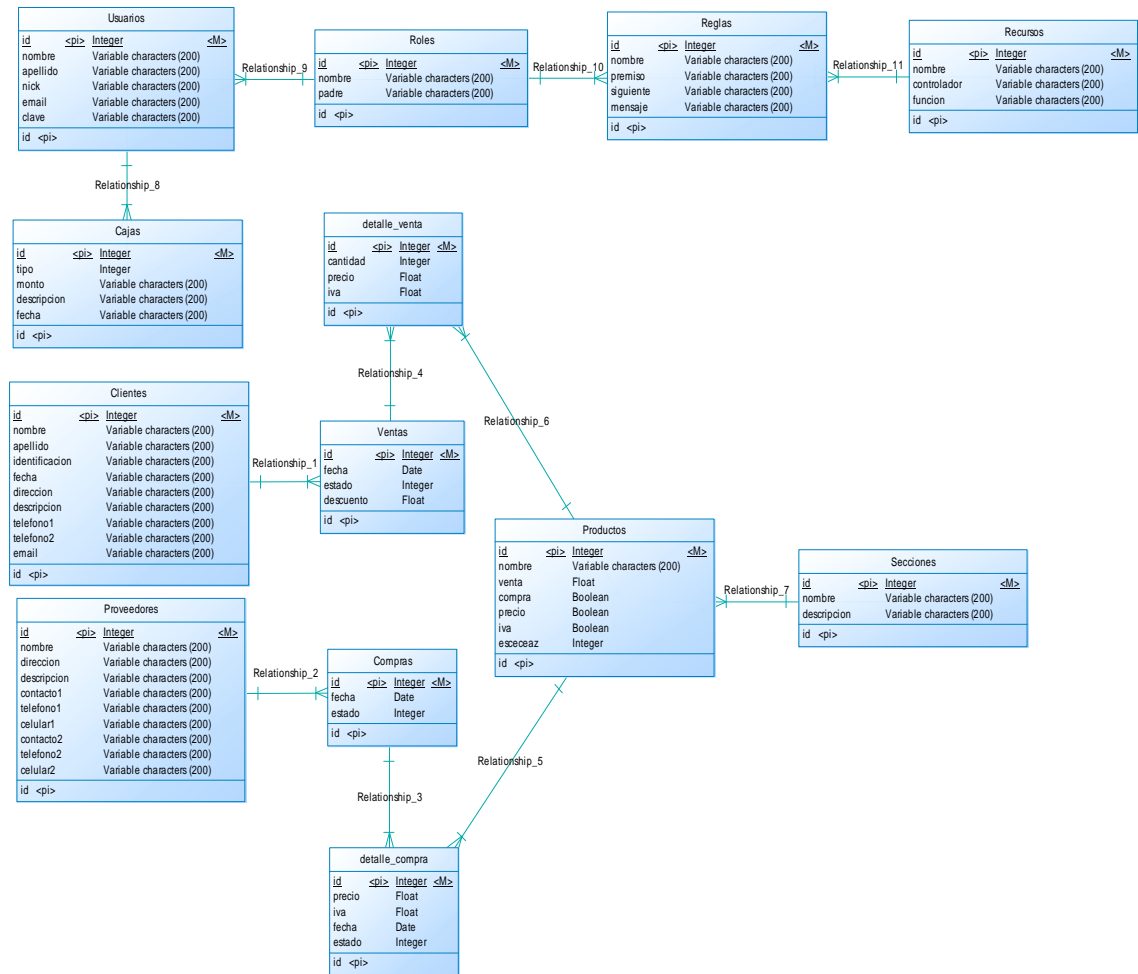 Usuarios
id <pi> Integer <M>
nombre Variable characters (200)
apellido Variable characters (200)
nick Variable characters (200)
email Variable characters (200)
clave Variable characters (200)
id <pi>
Relationship_9
Roles
id <pi> Integer <M>
nombre Variable characters (200)
padre Variable characters (200)
id <pi>
Relationship_10
Reglas
id <pi> Integer <M>
nombre Variable characters (200)
premiso Variable characters (200)
siguiente Variable characters (200)
mensaje Variable characters (200)
id <pi>
Relationship_11
Recursos
id <pi> Integer <M>
nombre Variable characters (200)
controlador Variable characters (200)
funcion Variable characters (200)
id <pi>
Relationship_8
Cajas
id <pi> Integer <M>
tipo Integer
monto Variable characters (200)
descripcion Variable characters (200)
fecha Variable characters (200)
id <pi>
detalle_venta
id <pi> Integer <M>
cantidad Integer
precio Float
iva Float
id <pi>
Relationship_4
Relationship_6
Clientes
id <pi> Integer <M>
nombre Variable characters (200)
apellido Variable characters (200)
identificacion Variable characters (200)
fecha Variable characters (200)
direccion Variable characters (200)
descripcion Variable characters (200)
telefono1 Variable characters (200)
telefono2 Variable characters (200)
email Variable characters (200)
id <pi>
Relationship_1
Ventas
id <pi> Integer <M>
fecha Date
estado Integer
descuento Float
id <pi>
Productos
id <pi> Integer <M>
nombre Variable characters (200)
venta Float
compra Boolean
precio Boolean
iva Boolean
esceceaz Integer
id <pi>
Relationship_7
Secciones
id <pi> Integer <M>
nombre Variable characters (200)
descripcion Variable characters (200)
id <pi>
Proveedores
id <pi> Integer <M>
nombre Variable characters (200)
direccion Variable characters (200)
descripcion Variable characters (200)
contacto1 Variable characters (200)
telefono1 Variable characters (200)
celular1 Variable characters (200)
contacto2 Variable characters (200)
telefono2 Variable characters (200)
celular2 Variable characters (200)
id <pi>
Relationship_2
Compras
id <pi> Integer <M>
fecha Date
estado Integer
id <pi>
Relationship_3
Relationship_5
detalle_compra
id <pi> Integer <M>
precio Float
iva Float
fecha Date
estado Integer
id <pi>